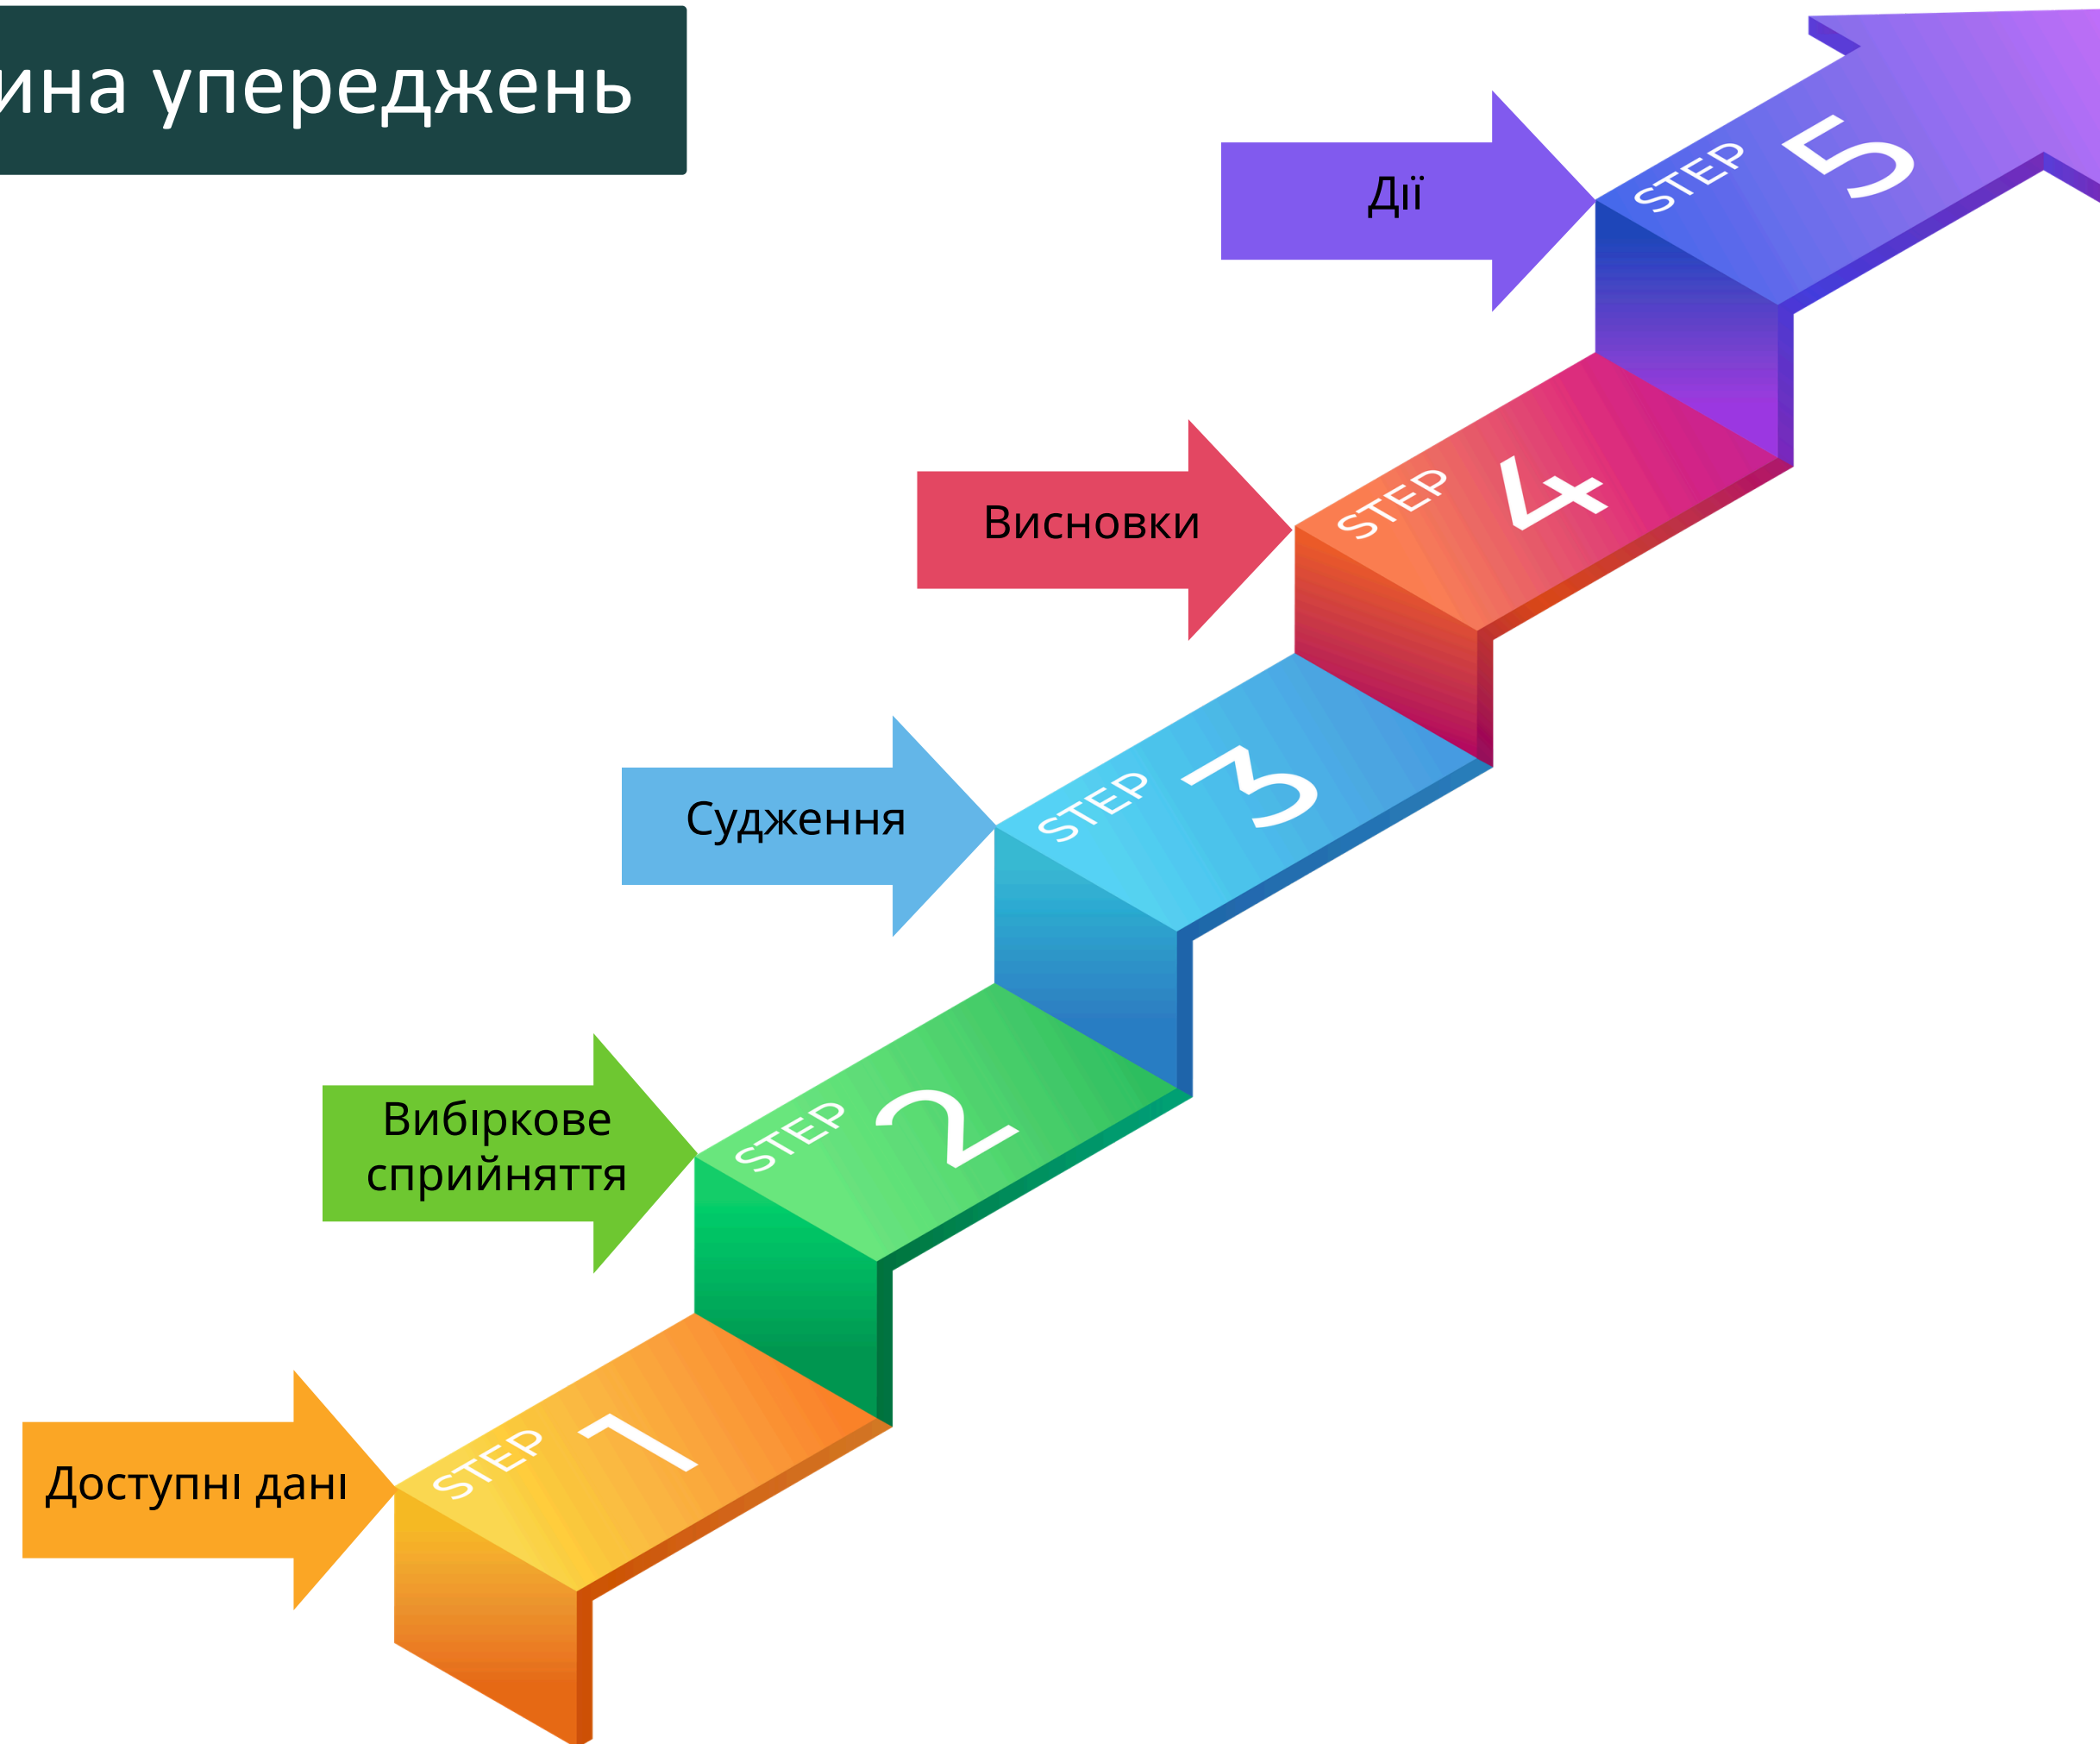 ина упереджень
Дії
STEP 5
Висновки
STEP 4
Судження
STEP 3
Вибіркове
сприйняття
STEP 2
Доступні дані
STEP 1